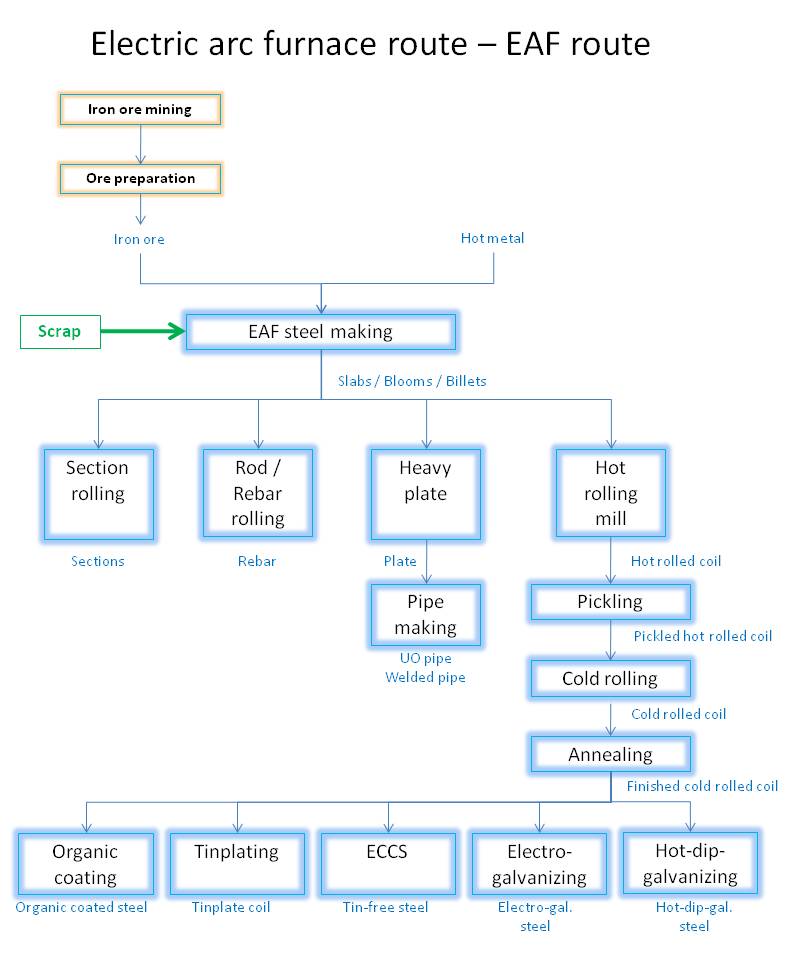 Electric arc furnace route – EAF route
Iron ore mining
Ore preparation
Iron ore
Hot metal
Scrap
EAF steel making
Slabs / Blooms / Billets
Section
rolling
Rod /
Rebar
rolling
Heavy
plate
Hot
rolling
mill
Sections
Rebar
Plate
Hot rolled coil
Pipe
making
Pickling
UO pipe
Welded pipe
Pickled hot rolled coil
Cold rolling
Cold rolled coil
Annealing
Finished cold rolled coil
Organic
coating
Tinplating
ECCS
Electro-
galvanizing
Hot-dip-
galvanizing
Organic coated steel
Tinplate coil
Tin-free steel
Electro-gal.
steel
Hot-dip-gal.
steel